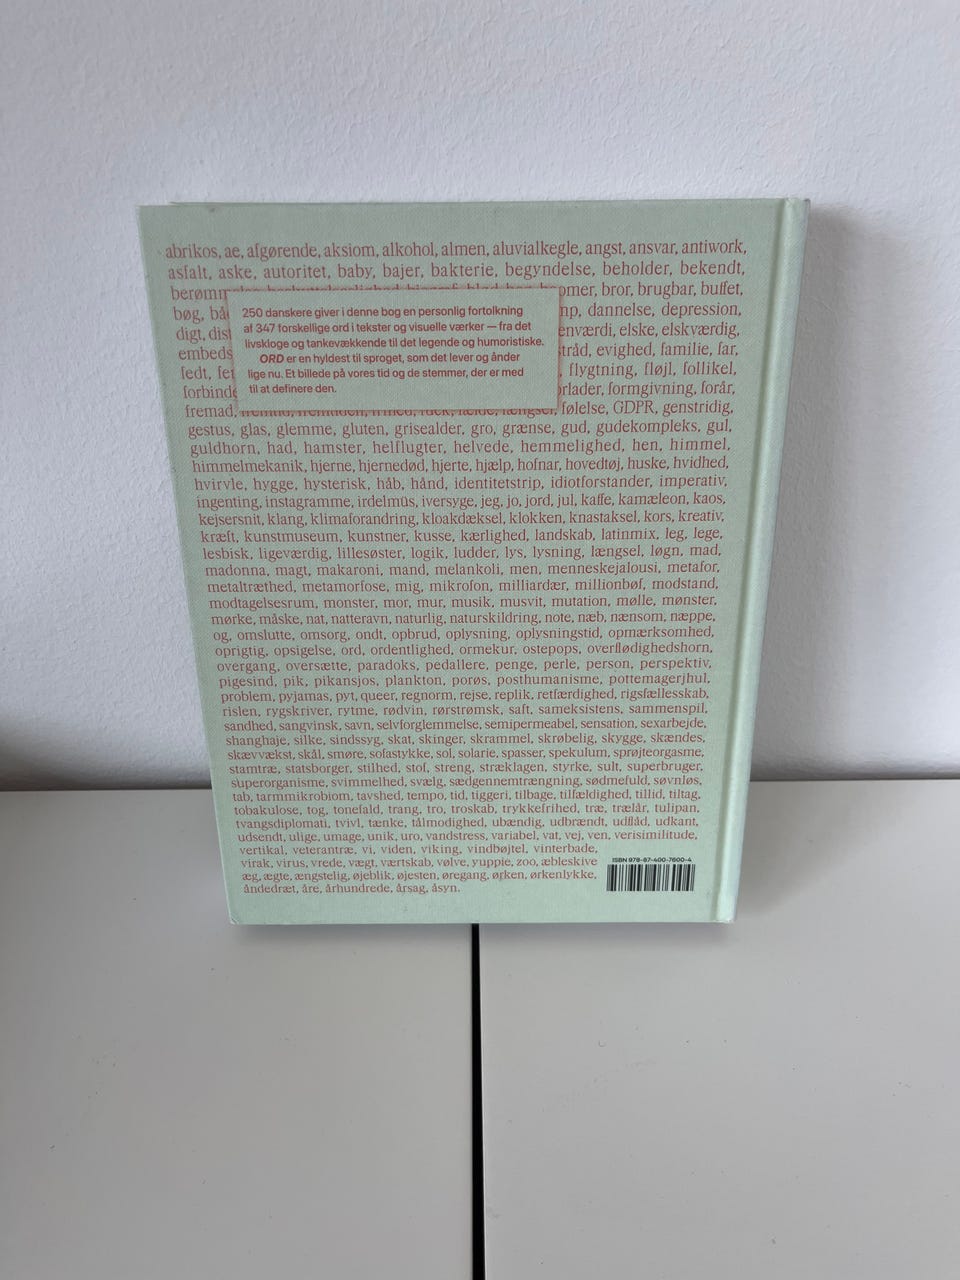 abrikos, ae, afgørende, aksiom, alkohol, almen, aluvialkegle, angst, ansvar, antiwork,
asfalt, aske, autoritet, baby, bajer, bakterie, begyndelse, beholder, bekendt,
bror, brugbar, buffet,
bøg, dannelse, depression,
digt, elske, elskværdig,
evighed, familie, far,
fedt, flygtning, fløjl, follikel,
formgivning, forår,
fremad, følelse, GDPR, genstridig,
gestus, glas, glemme, gluten, grisealder, gro, grænse, gud, gudekompleks, gul,
guldhorn, had, hamster, helflugter, helvede, hemmelighed, hen, himmel,
himmelmekanik, hjerne, hjernedød, hjerte, hjælp, hofnar, hovedtøj, huske, hvidhed,
hvirvle, hygge, hysterisk, håb, hånd, identitetstrip, idiotforstander, imperativ,
ingenting, instagramme, irdelmüs, iversyge, jeg, jo, jord, jul, kaffe, kamæleon, kaos,
kejsersnit, klang, klimaforandring, kloakdæksel, klokken, knastaksel, kors, kreativ,
kræft, kunstmuseum, kunstner, kusse, kærlighed, landskab, latinmix, leg, lege,
lesbisk, ligeværdig, lillesøster, logik, ludder, lys, lysning, længsel, løgn, mad,
madonna, magt, makaroni, mand, melankoli, men, menneskejalousi, metafor,
metaltræthed, metamorfose, mig, mikrofon, milliardær, millionbøf, modstand,
modtagelsesrum, monster, mor, mur, musik, musvit, mutation, mølle, mønster,
mørke, måske, nat, natteravn, naturlig, naturskildring, note, næb, nænsom, næppe,
og, omslutte, omsorg, ondt, opbrud, oplysning, oplysningstid, opmærksomhed,
oprigtig, opsigelse, ord, ordentlighed, ormekur, ostepops, overflødighedshorn,
overgang, oversætte, paradoks, pedallere, penge, perle, person, perspektiv,
pigesind, pik, pikansjos, plankton, porøs, posthumanisme, pottemagerjhul,
problem, pyjamas, pyt, queer, regnorm, rejse, replik, retfærdighed, rigsfællesskab,
rislen, rygskriver, rytme, rødvin, rørstrømsk, saft, sameksistens, sammenspil,
sandhed, sangvinsk, savn, selvforglemmelse, semipermeabel, sensation, sexarbejde,
shanghaje, silke, sindssyg, skat, skinger, skrammel, skrøbelig, skygge, skændes,
skævvækst, skål, smøre, sofastykke, sol, solarie, spasser, spekulum, sprøjteorgasme,
stamtræ, statsborger, stilhed, stof, streng, stræklagen, styrke, sult, superbruger,
superorganisme, svimmelhed, svælg, sædgennemtrængning, sødmefuld, søvnløs,
tab, tarmmikrobiom, tavshed, tempo, tid, tiggeri, tilbage, tilfældighed, tillid, tiltag,
tobakulose, tog, tonefald, trang, tro, troskab, trykkefrihed, træ, trælår, tulipan,
tvangsdiplomati, tvivl, tænke, tålmodighed, ubændig, udbrændt, udflåd, udkant,
udsendt, ulige, umage, unik, uro, vandstress, variabel, vat, vej, ven, verisimilitude,
vertikal, veterantræ, vi, viden, viking, vindbøjtel, vinterbade,
virak, virus, vrede, vægt, værtskab, vølve, yuppie, zoo, æbleskive
æg, ægte, ængstelig, øjeblik, øjesten, øregang, ørken, ørkenlykke,
åndedræt, åre, århundrede, årsag, åsyn.
250 danskere giver i denne bog en personlig fortolkning
af 347 forskellige ord i tekster og visuelle værker — fra det
livskloge og tankevækkende til det legende og humoristiske.
ORD er en hyldest til sproget, som det lever og ånder
lige nu. Et billede på vores tid og de stemmer, der er med
til at definere den.
ISBN 978-87-400-7600-4